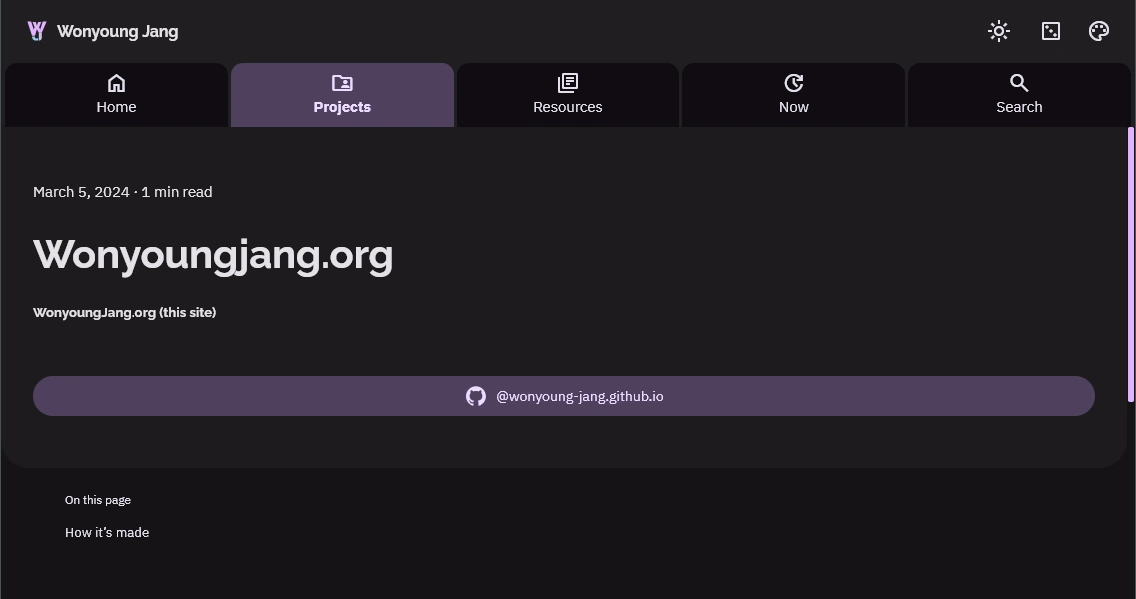 Wonyoung Jang
Home
Projects
Resources
Now
Search
March 5, 2024 · 1 min read
Wonyoungjang.org
WonyoungJang.org (this site)
@wonyoung-jang.github.io
On this page
How it’s made